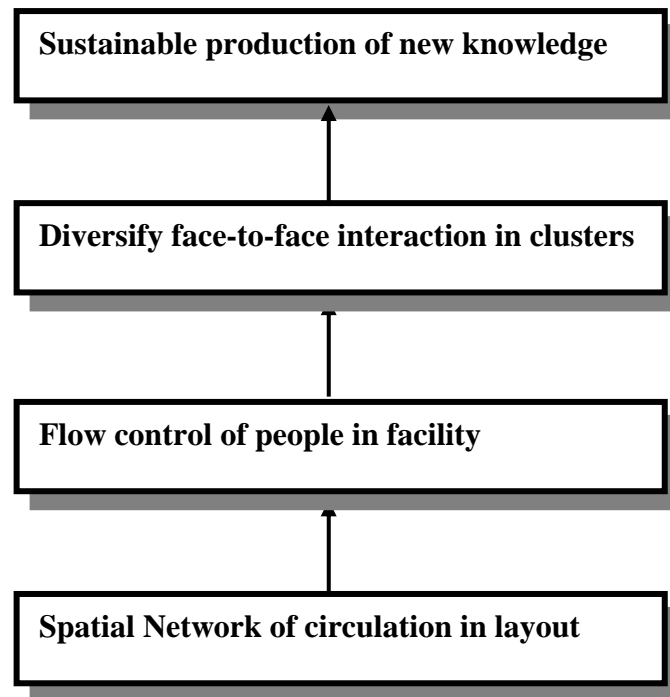 Sustainable production of new knowledge
Diversify face-to-face interaction in clusters
Flow control of people in facility
Spatial Network of circulation in layout